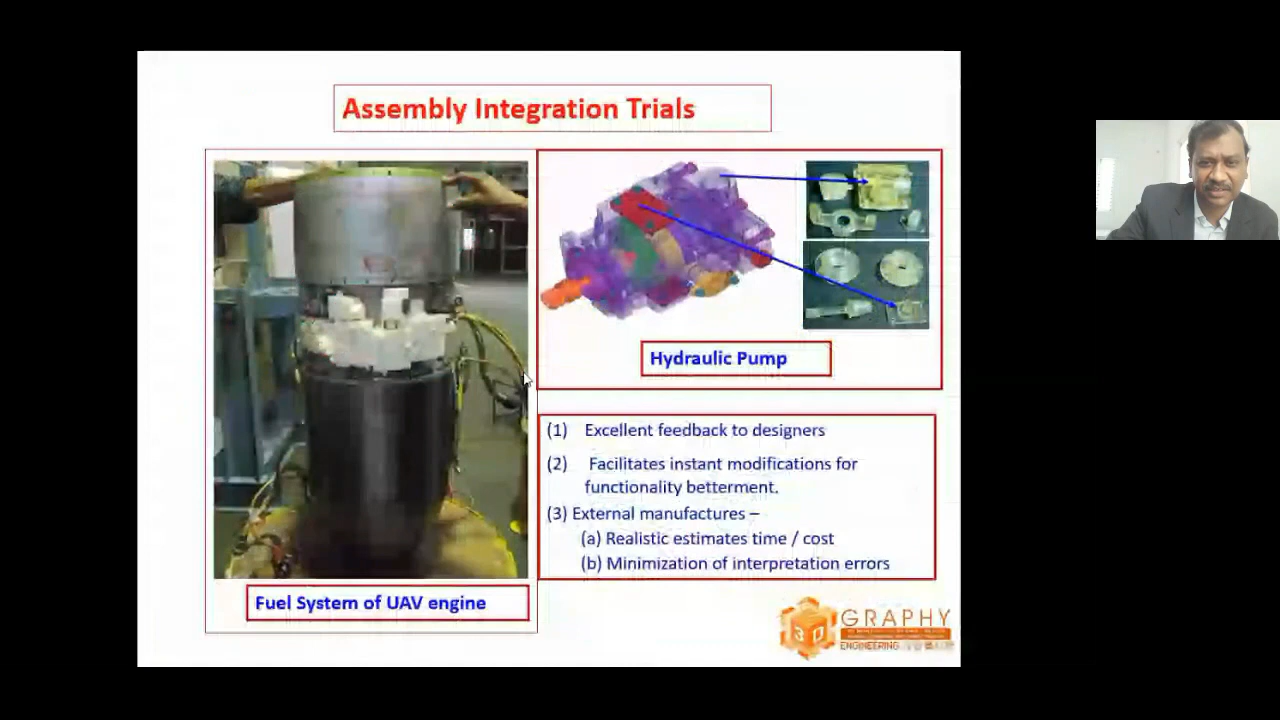 Assembly Integration Trials
Hydraulic Pump
(1) Excellent feedback to designers
(2) Facilitates instant modifications for
functionality betterment.
(3) External manufactures –
(a) Realistic estimates time / cost
(b) Minimization of interpretation errors
Fuel System of UAV engine
3D GRAPHY
ENGINEERING